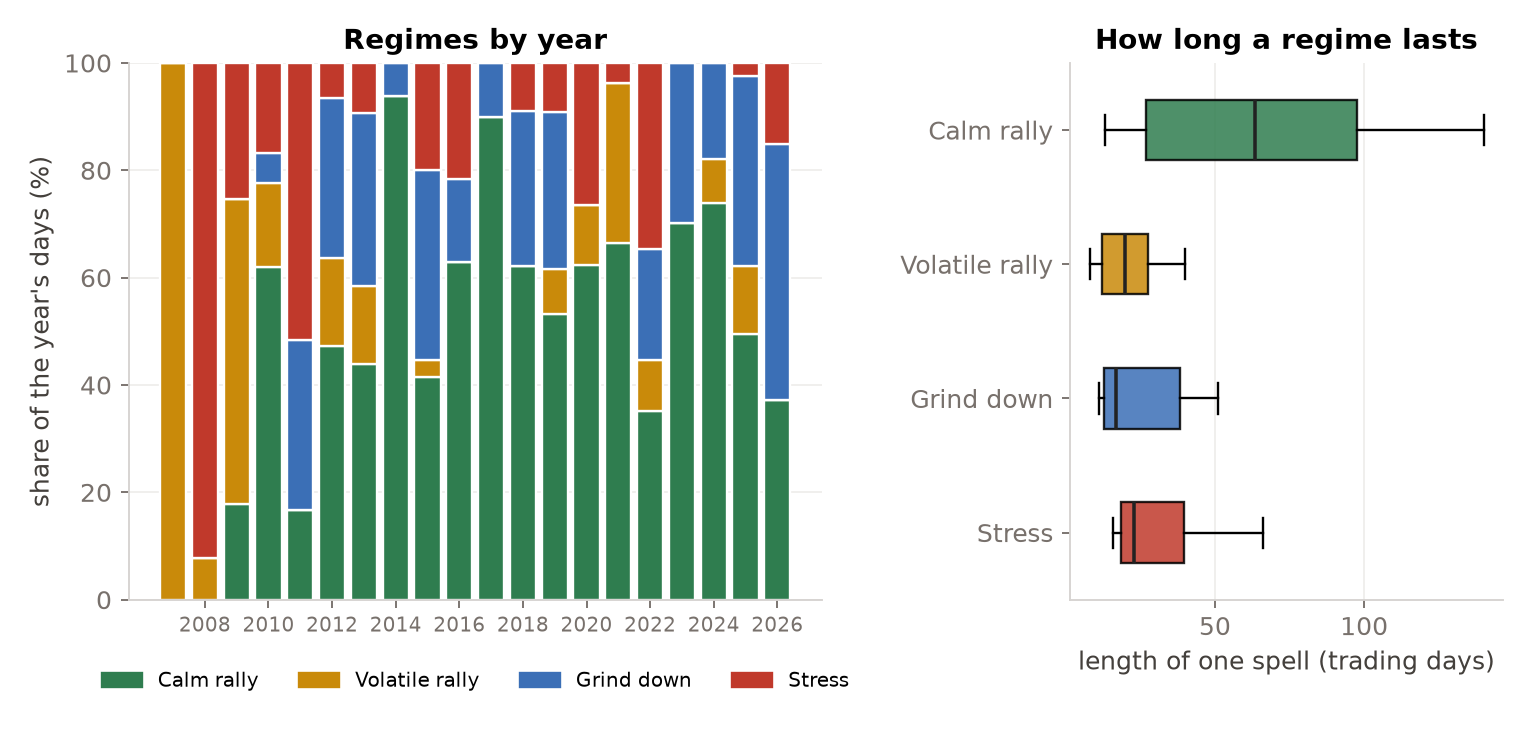 Regimes by year
share of the year's days (%)
100
80
60
40
20
0
2008 2010 2012 2014 2016 2018 2020 2022 2024 2026
Calm rally Volatile rally Grind down Stress
How long a regime lasts
Calm rally
Volatile rally
Grind down
Stress
50 100
length of one spell (trading days)